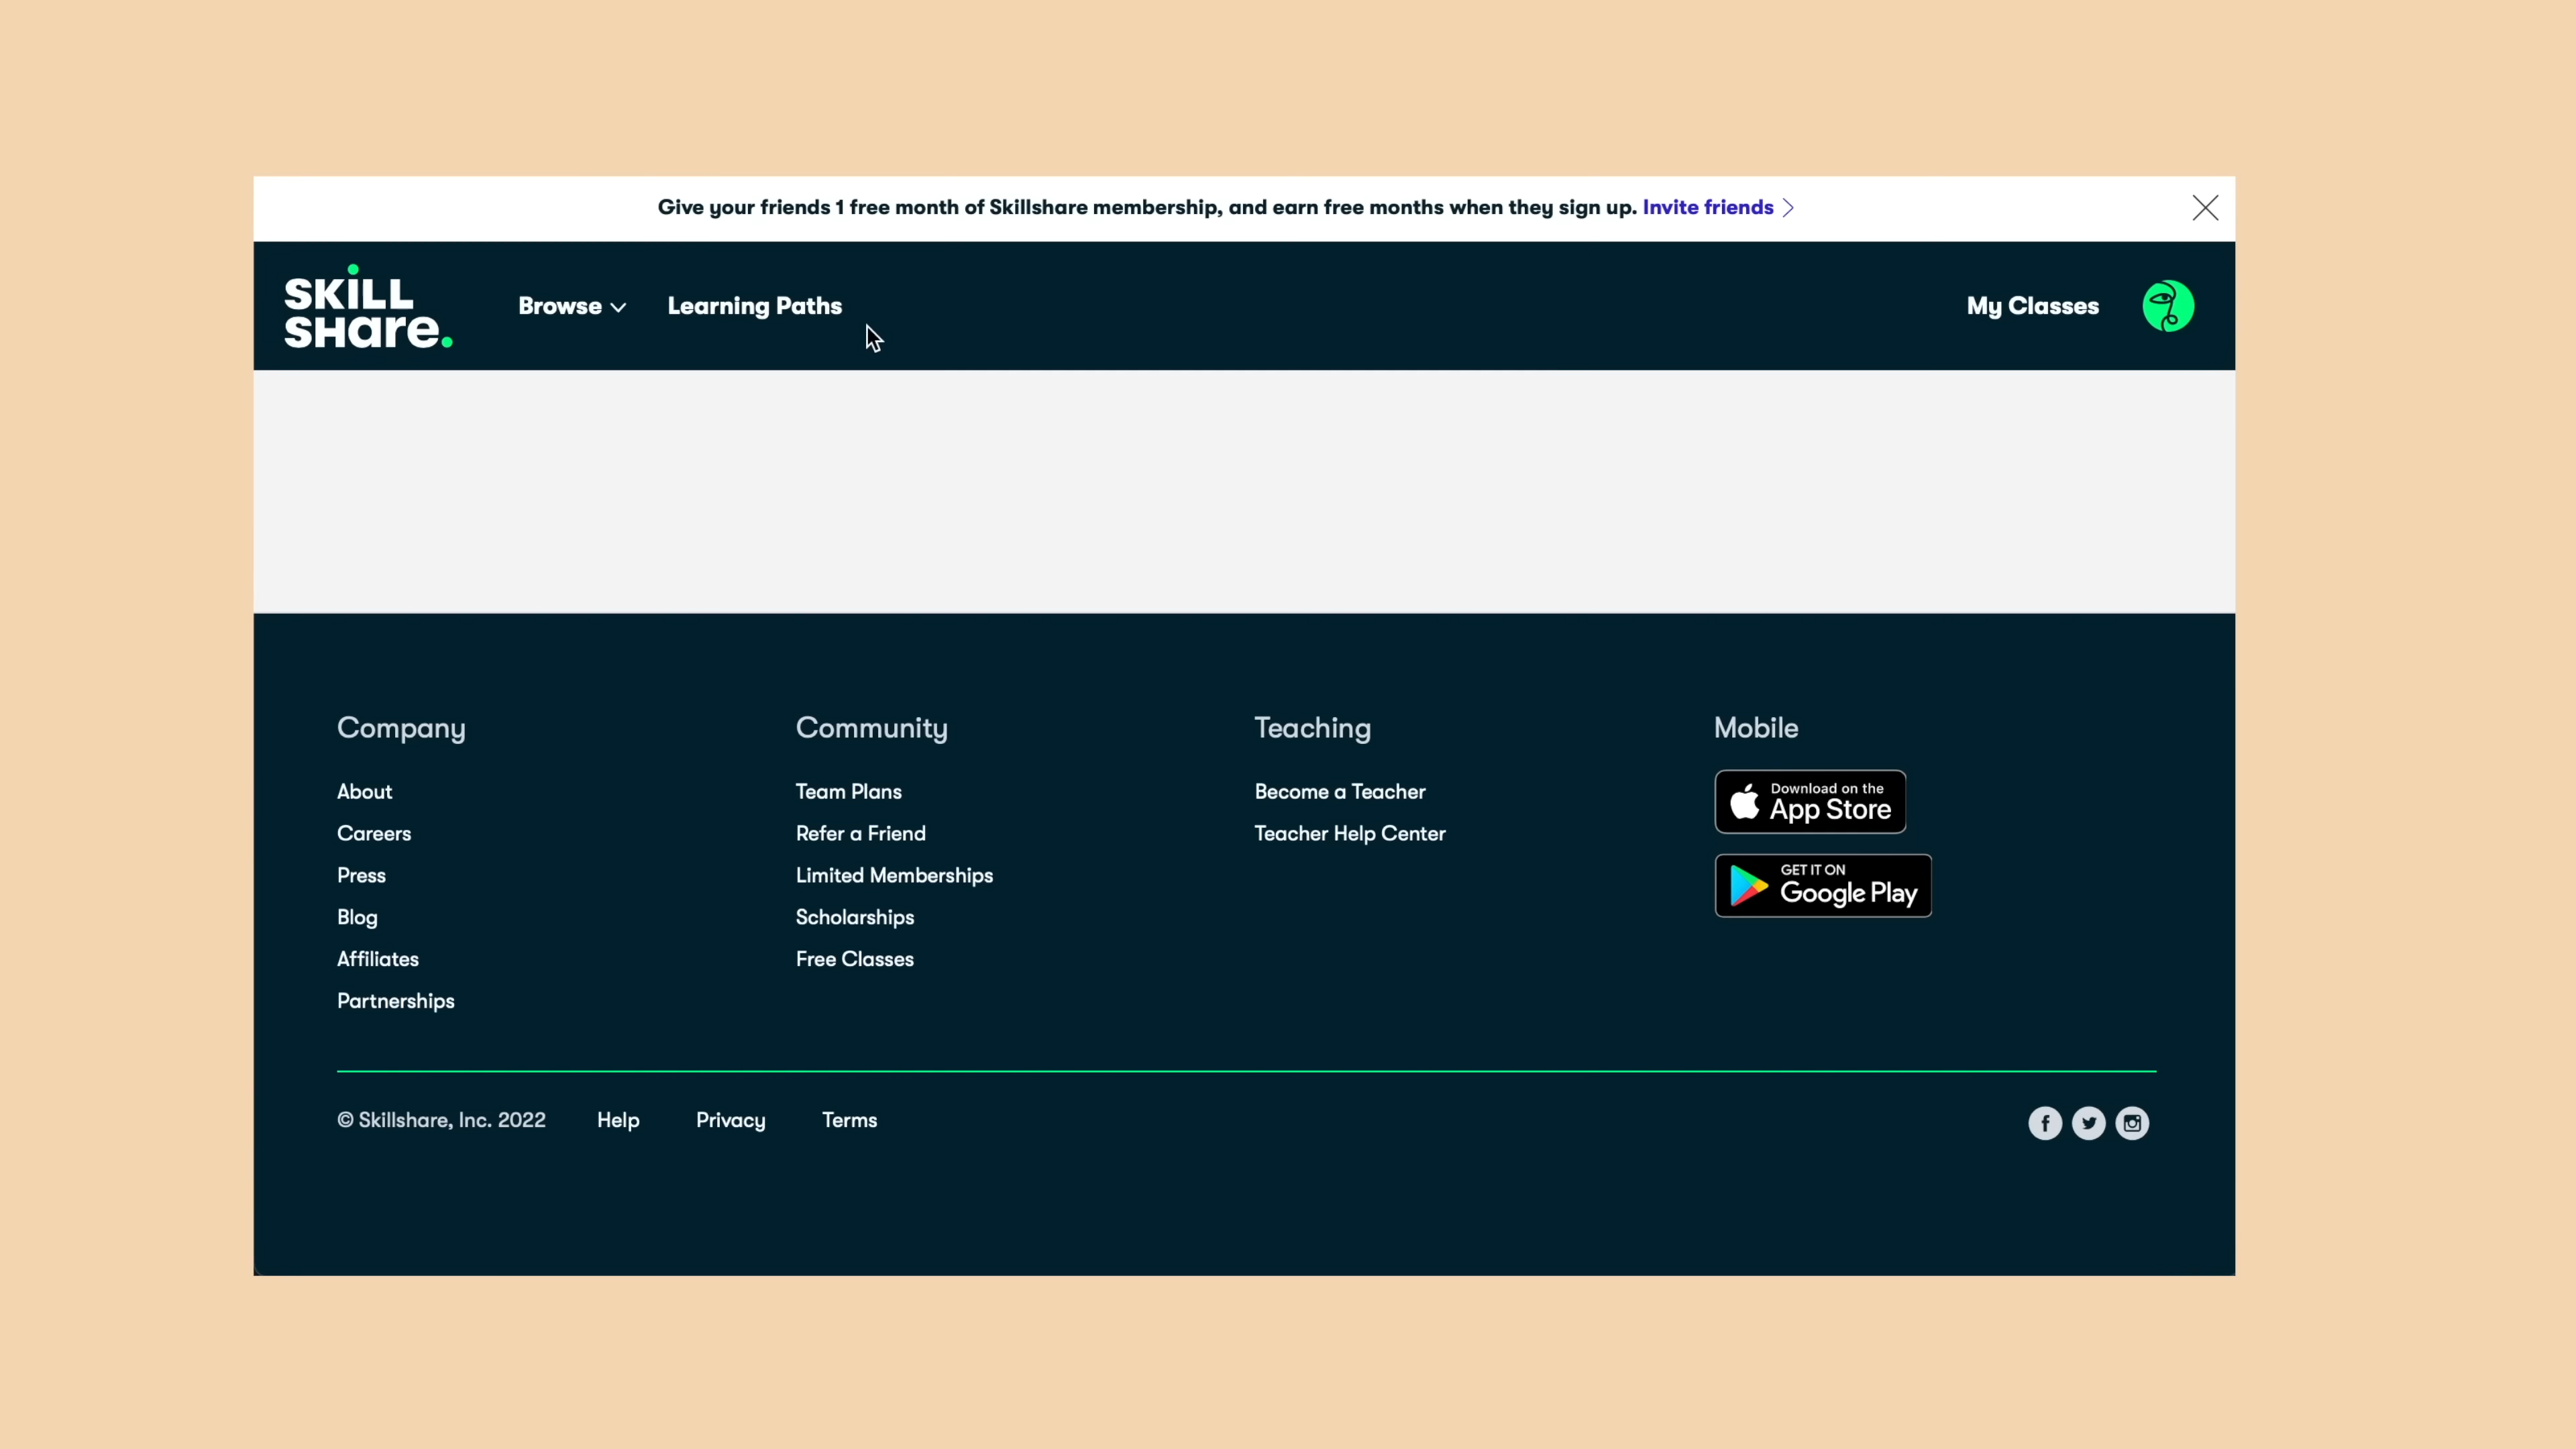 Give your friends 1 free month of Skillshare membership, and earn free months when they sign up. Invite friends
SKiLL
SHare.
Browse
Learning Paths
My Classes
Company
About
Careers
Press
Blog
Affiliates
Partnerships
Community
Team Plans
Refer a Friend
Limited Memberships
Scholarships
Free Classes
Teaching
Become a Teacher
Teacher Help Center
Mobile
Download on the
App Store
GET IT ON
Google Play
© Skillshare, Inc. 2022
Help
Privacy
Terms